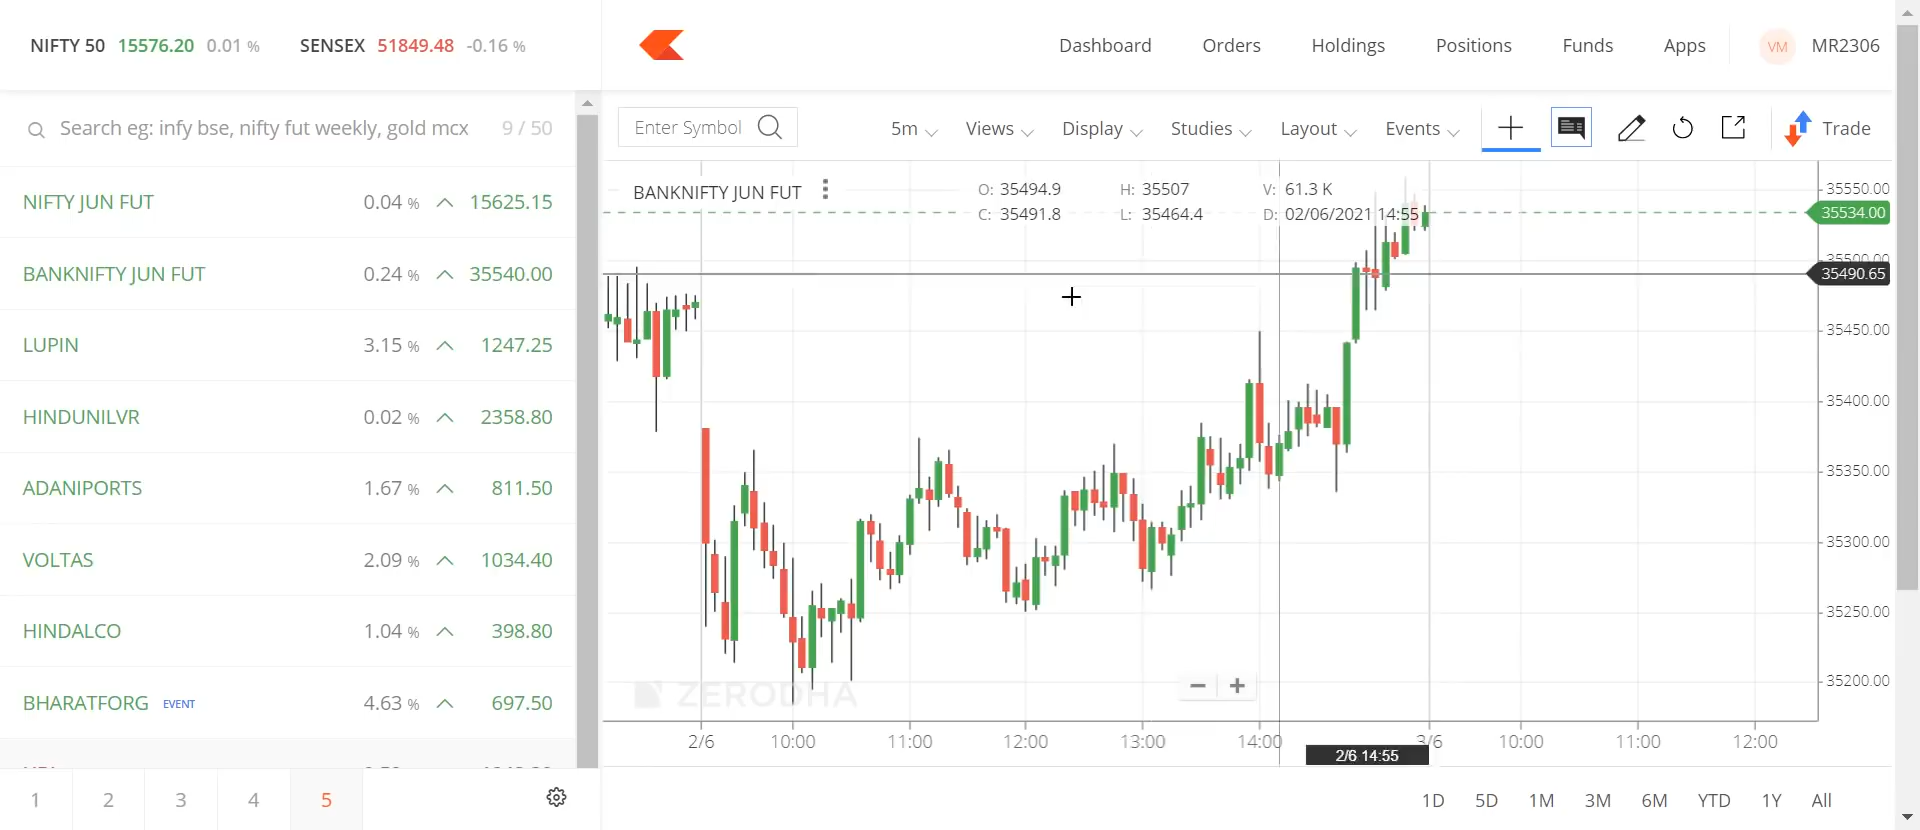 NIFTY 50 15576.20 0.01 % SENSEX 51849.48 -0.16 %
Dashboard Orders Holdings Positions Funds Apps VM MR2306
Search eg: infy bse, nifty fut weekly, gold mcx 9 / 50
Enter Symbol 5m Views Display Studies Layout Events Trade
NIFTY JUN FUT 0.04 % 15625.15
BANKNIFTY JUN FUT 0.24 % 35540.00
LUPIN 3.15 % 1247.25
HINDUNILVR 0.02 % 2358.80
ADANIPORTS 1.67 % 811.50
VOLTAS 2.09 % 1034.40
HINDALCO 1.04 % 398.80
BHARATFORG EVENT 4.63 % 697.50
1 2 3 4 5
BANKNIFTY JUN FUT
O: 35494.9 H: 35507 V: 61.3 K
C: 35491.8 L: 35464.4 D: 02/06/2021 14:55
35550.00
35534.00
35500.00
35490.65
35450.00
35400.00
35350.00
35300.00
35250.00
35200.00
ZERODHA
2/6 10:00 11:00 12:00 13:00 14:00 3/6 10:00 11:00 12:00
2/6 14:55
1D 5D 1M 3M 6M YTD 1Y All